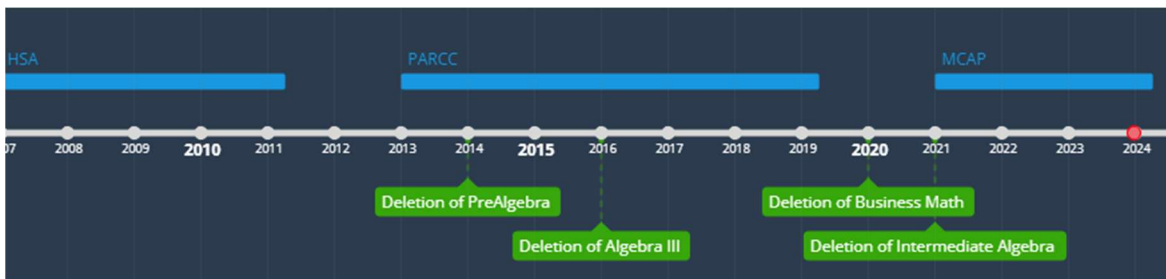 HSA PARCC MCAP
07 2008 2009 2010 2011 2012 2013 2014 2015 2016 2017 2018 2019 2020 2021 2022 2023 2024
Deletion of PreAlgebra Deletion of Business Math
Deletion of Algebra III Deletion of Intermediate Algebra